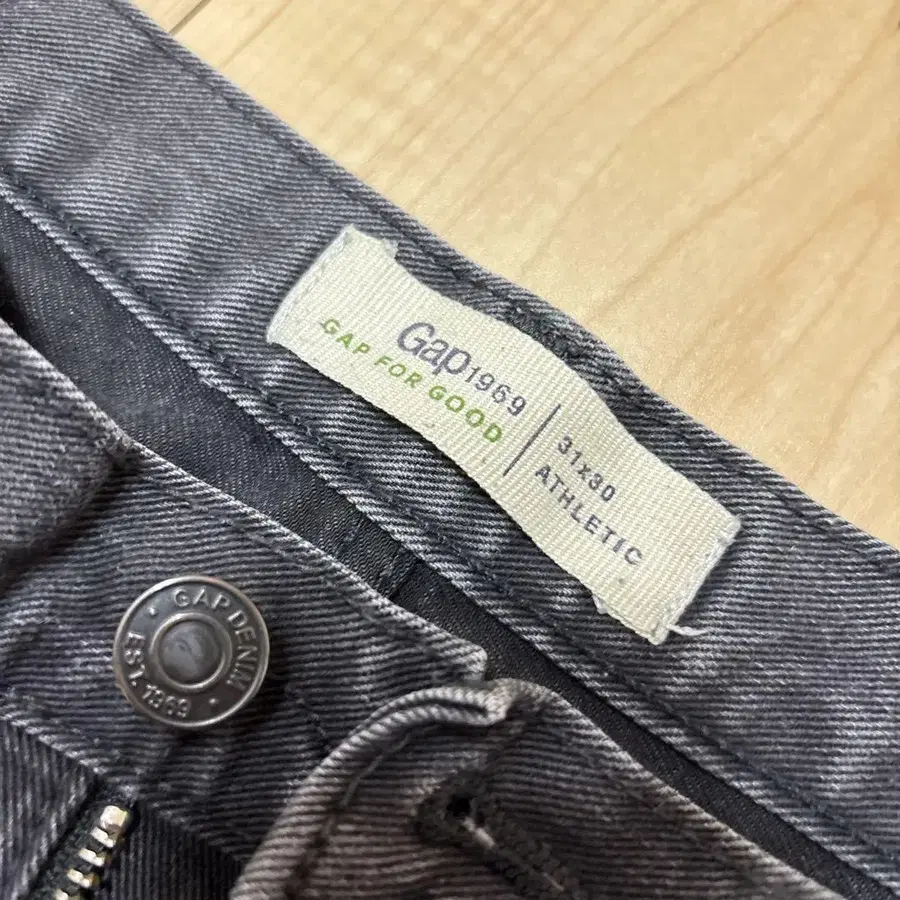 Gap1969
GAP FOR GOOD
31x30
ATHLETIC
GAP DENIM
EST. 1969